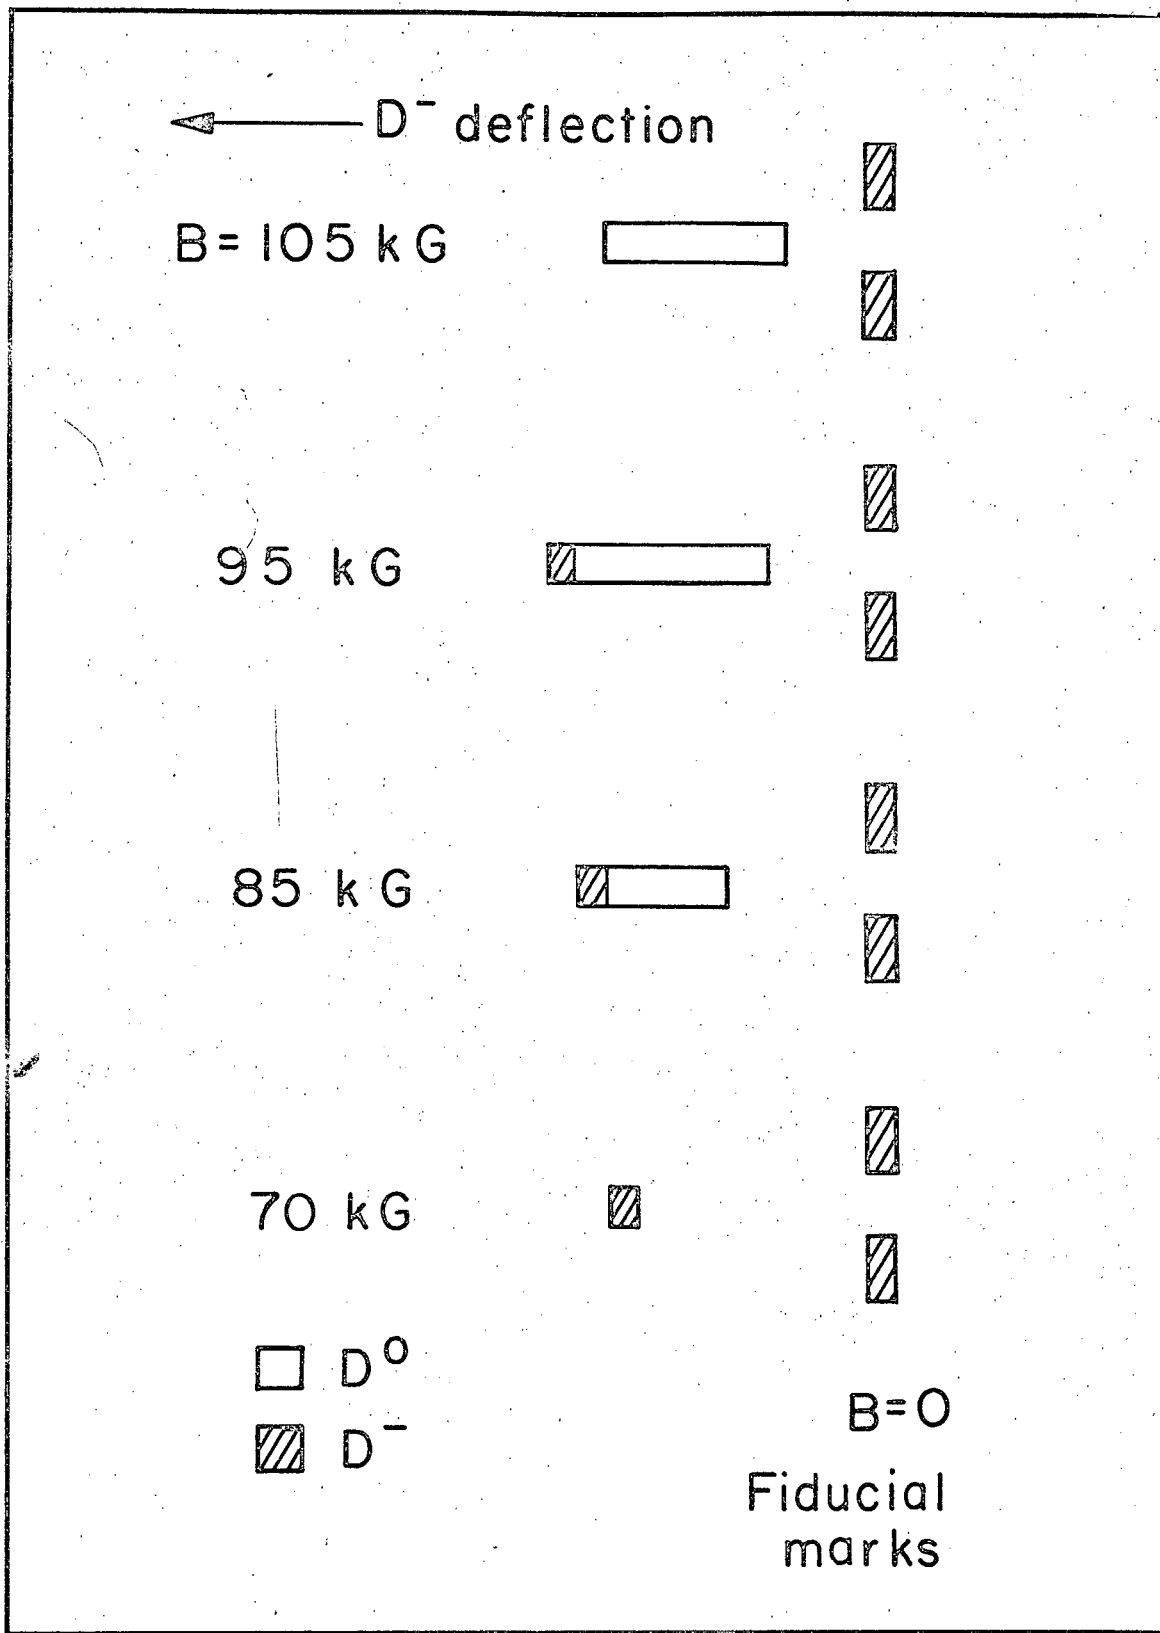 D⁻ deflection
B= 105 kG
95 kG
85 kG
70 kG
D⁰
D⁻
B=0
Fiducial
marks